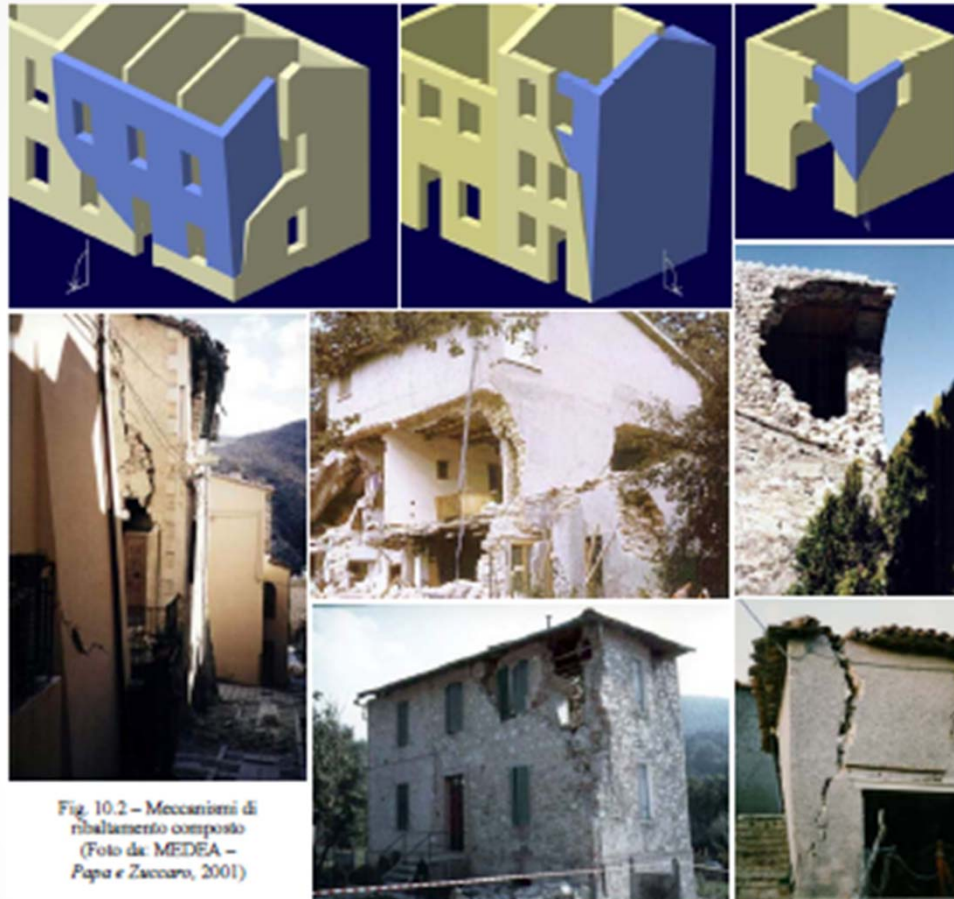 Fig. 10.2 – Meccanismi di
ribaltamento composto
(Foto da: MEDEA –
Papa e Zuccaro, 2001)